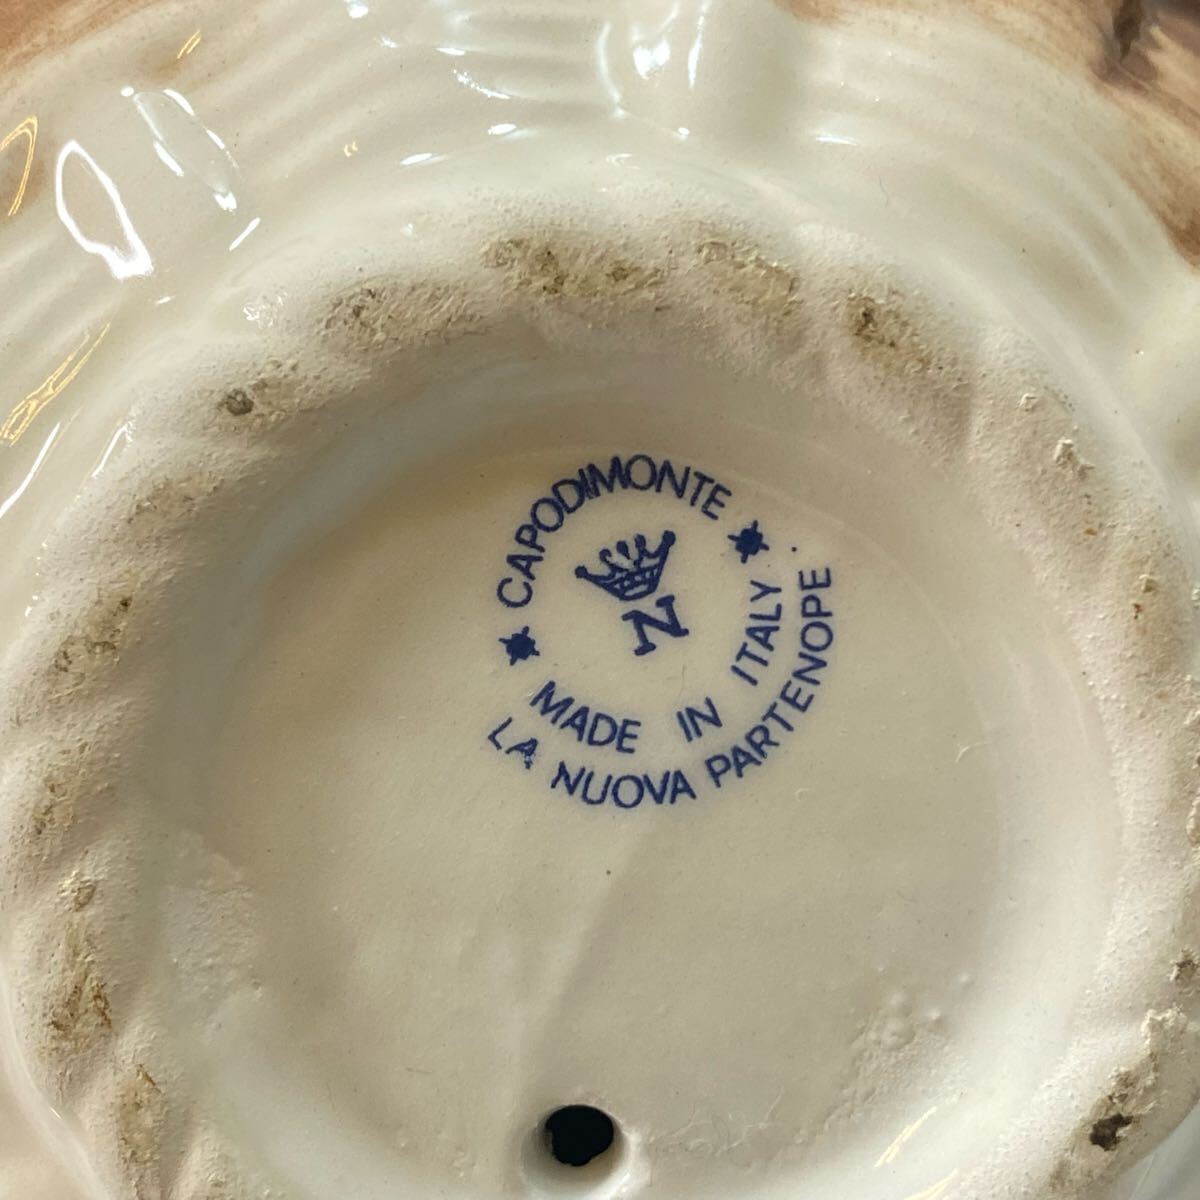 CAPODIMONTE
N
MADE IN ITALY
LA NUOVA PARTENOPE